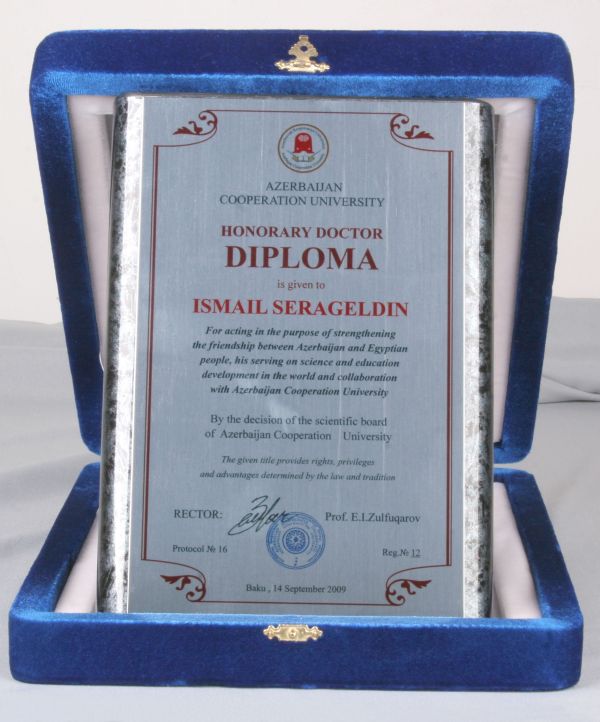 AZERBAIJAN
COOPERATION UNIVERSITY
HONORARY DOCTOR
DIPLOMA
is given to
ISMAIL SERAGELDIN
For acting in the purpose of strengthening
the friendship between Azerbaijan and Egyptian
people, his serving on science and education
development in the world and collaboration
with Azerbaijan Cooperation University
By the decision of the scientific board
of Azerbaijan Cooperation University
The given title provides rights, privileges
and advantages determined by the law and tradition
RECTOR: Prof. E.I.Zulfuqarov
Protocol № 16 Reg.№ 12
Baku , 14 September 2009